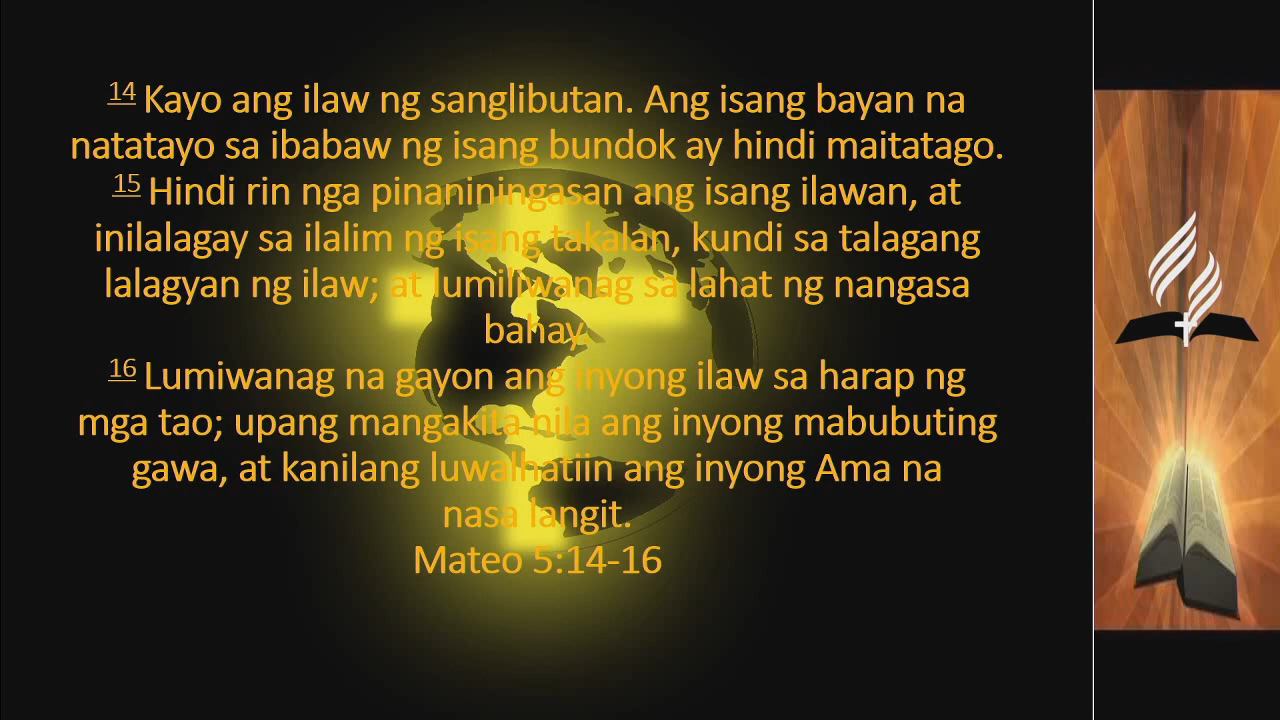 14 Kayo ang ilaw ng sanglibutan. Ang isang bayan na
natatayo sa ibabaw ng isang bundok ay hindi maitatago.
15 Hindi rin nga pinaniningasan ang isang ilawan, at
inilalagay sa ilalim ng isang takalan, kundi sa talagang
lalagyan ng ilaw; at lumiliwanag sa lahat ng nangasa
bahay.
16 Lumiwanag na gayon ang inyong ilaw sa harap ng
mga tao; upang mangakita nila ang inyong mabubuting
gawa, at kanilang luwalhatiin ang inyong Ama na
nasa langit.
Mateo 5:14-16